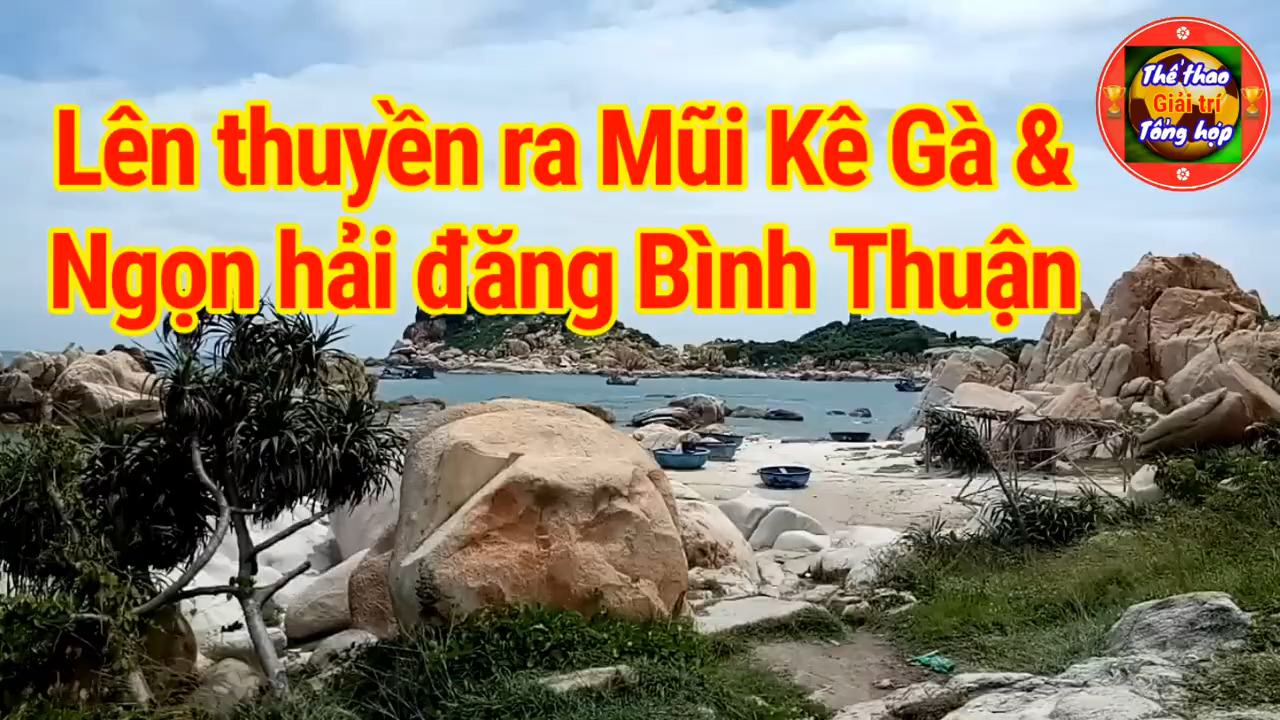 Lên thuyền ra Mũi Kê Gà &
Ngọn hải đăng Bình Thuận
Thể thao
Giải trí
Tổng hợp